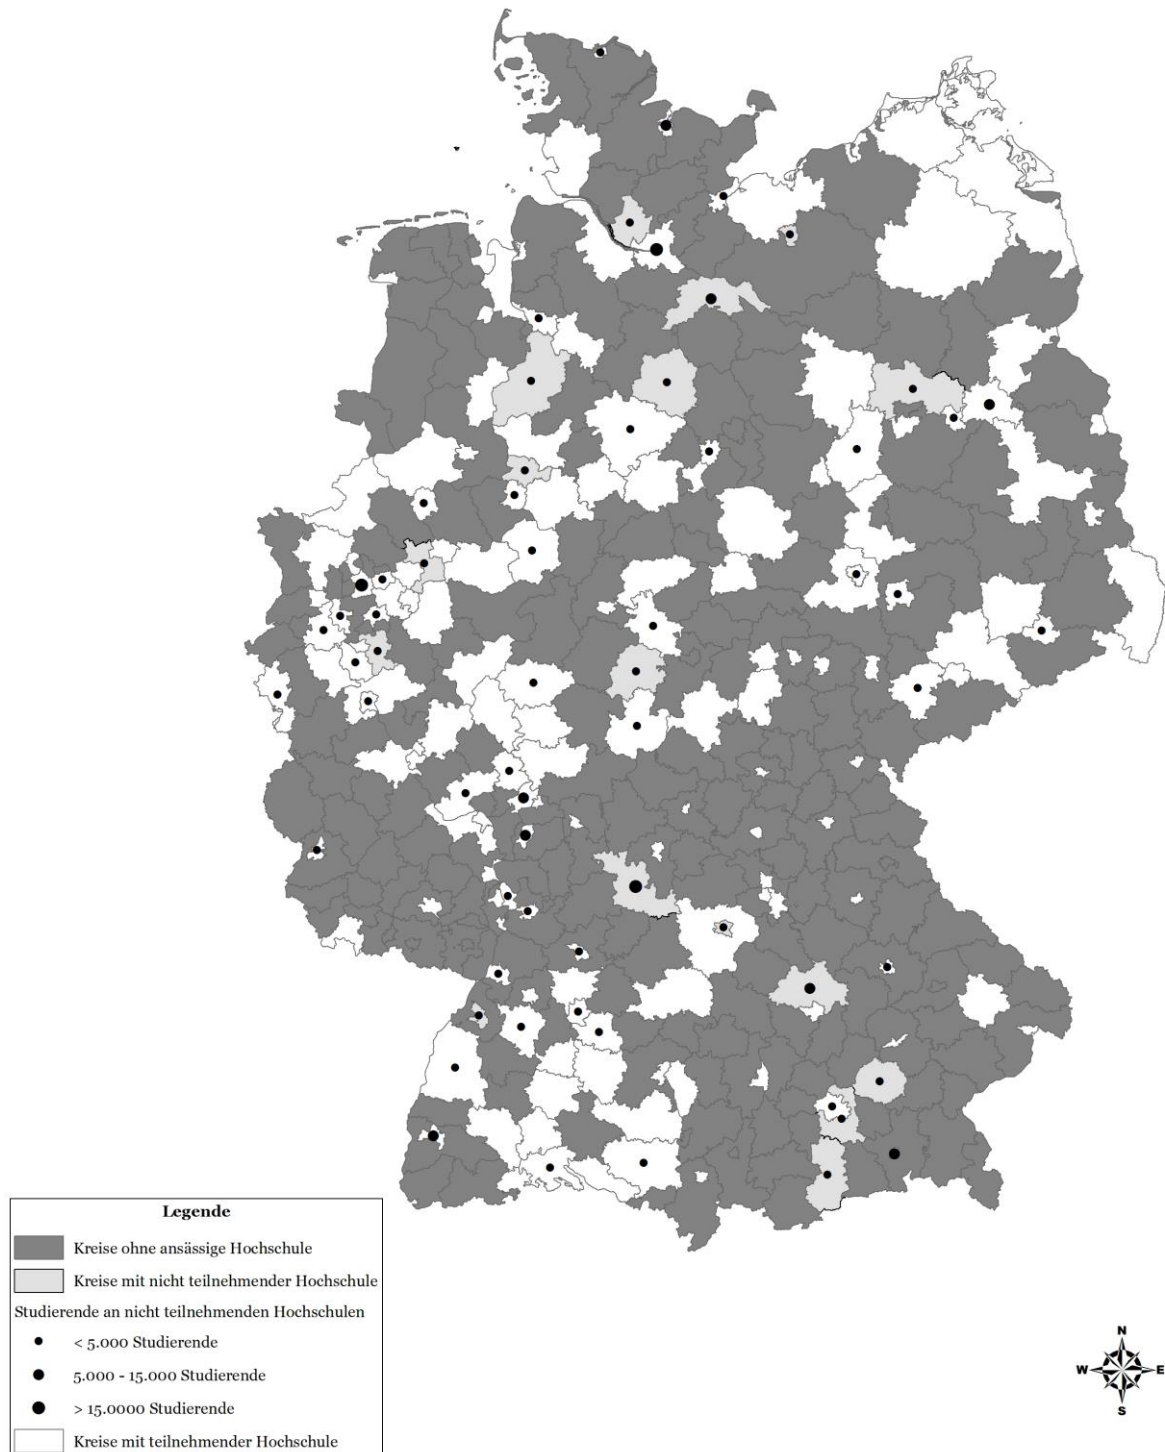 Legende
Kreise ohne ansässige Hochschule
Kreise mit nicht teilnehmender Hochschule
Studierende an nicht teilnehmenden Hochschulen
< 5.000 Studierende
5.000 - 15.000 Studierende
> 15.0000 Studierende
Kreise mit teilnehmender Hochschule
N
W E
S